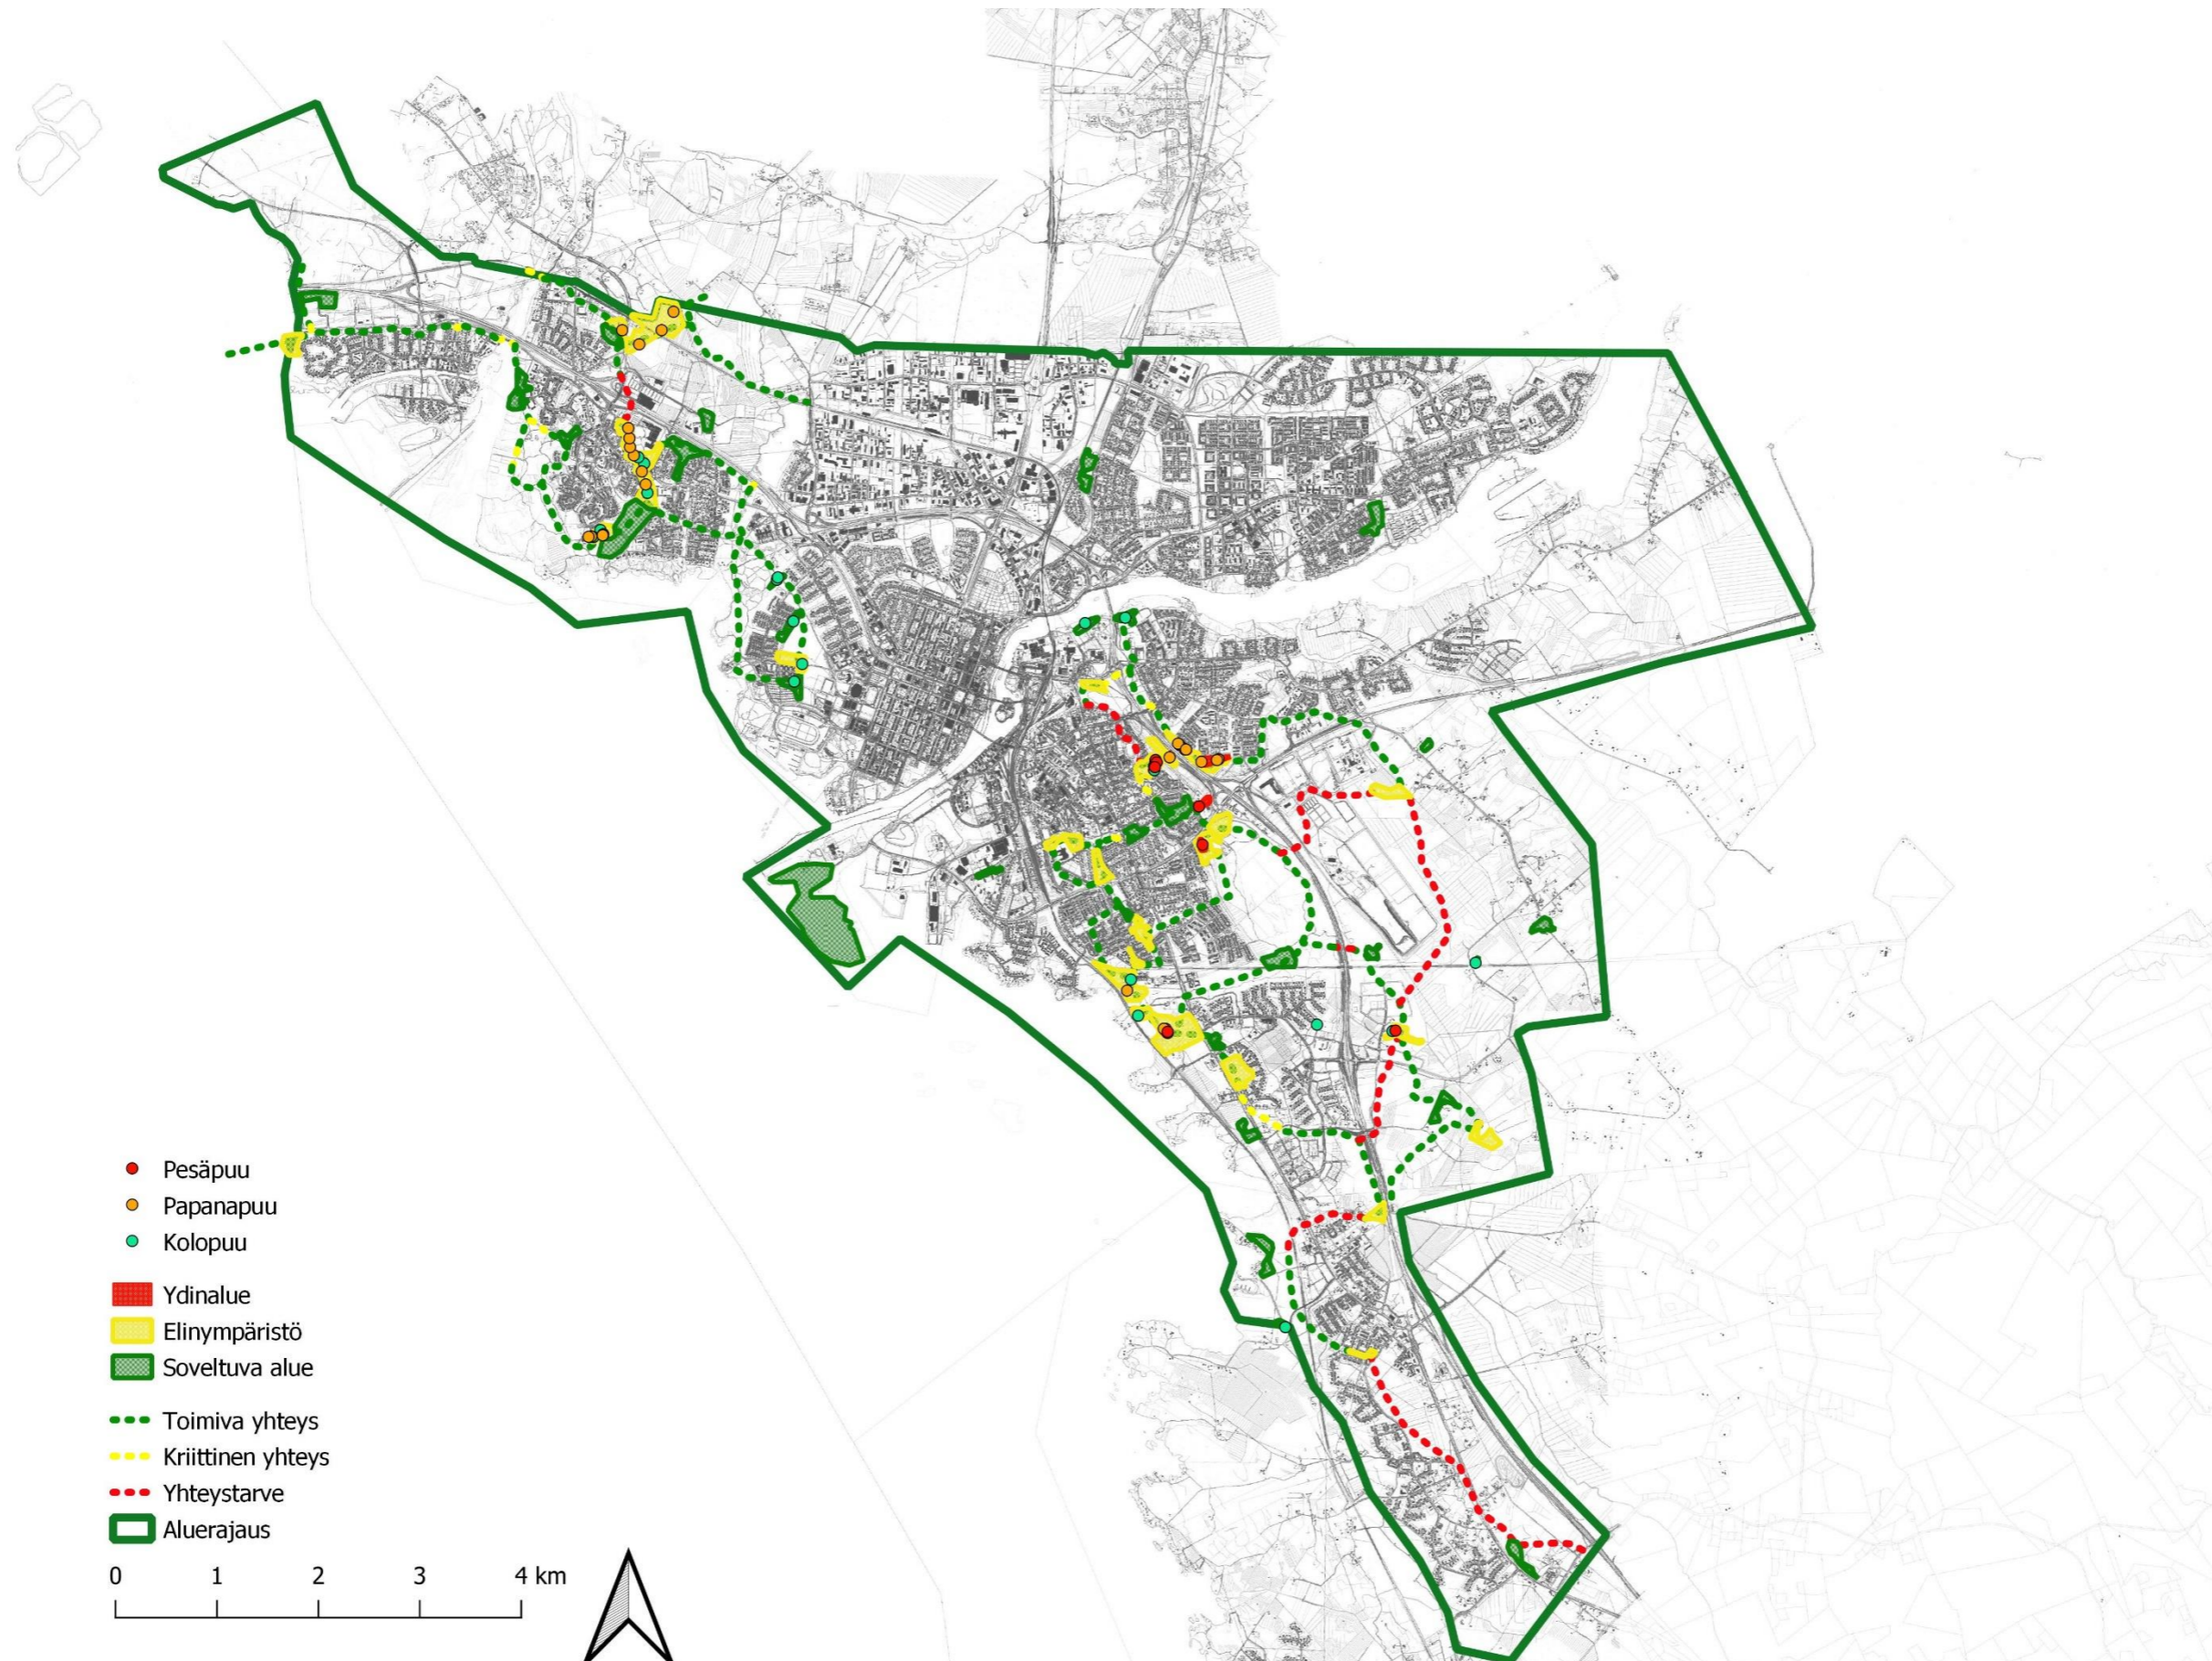 Pesäpuu
Papanapuu
Kolopuu
Ydinalue
Elinympäristö
Soveltuva alue
Toimiva yhteys
Kriittinen yhteys
Yhteystarve
Aluerajaus
0 1 2 3 4 km